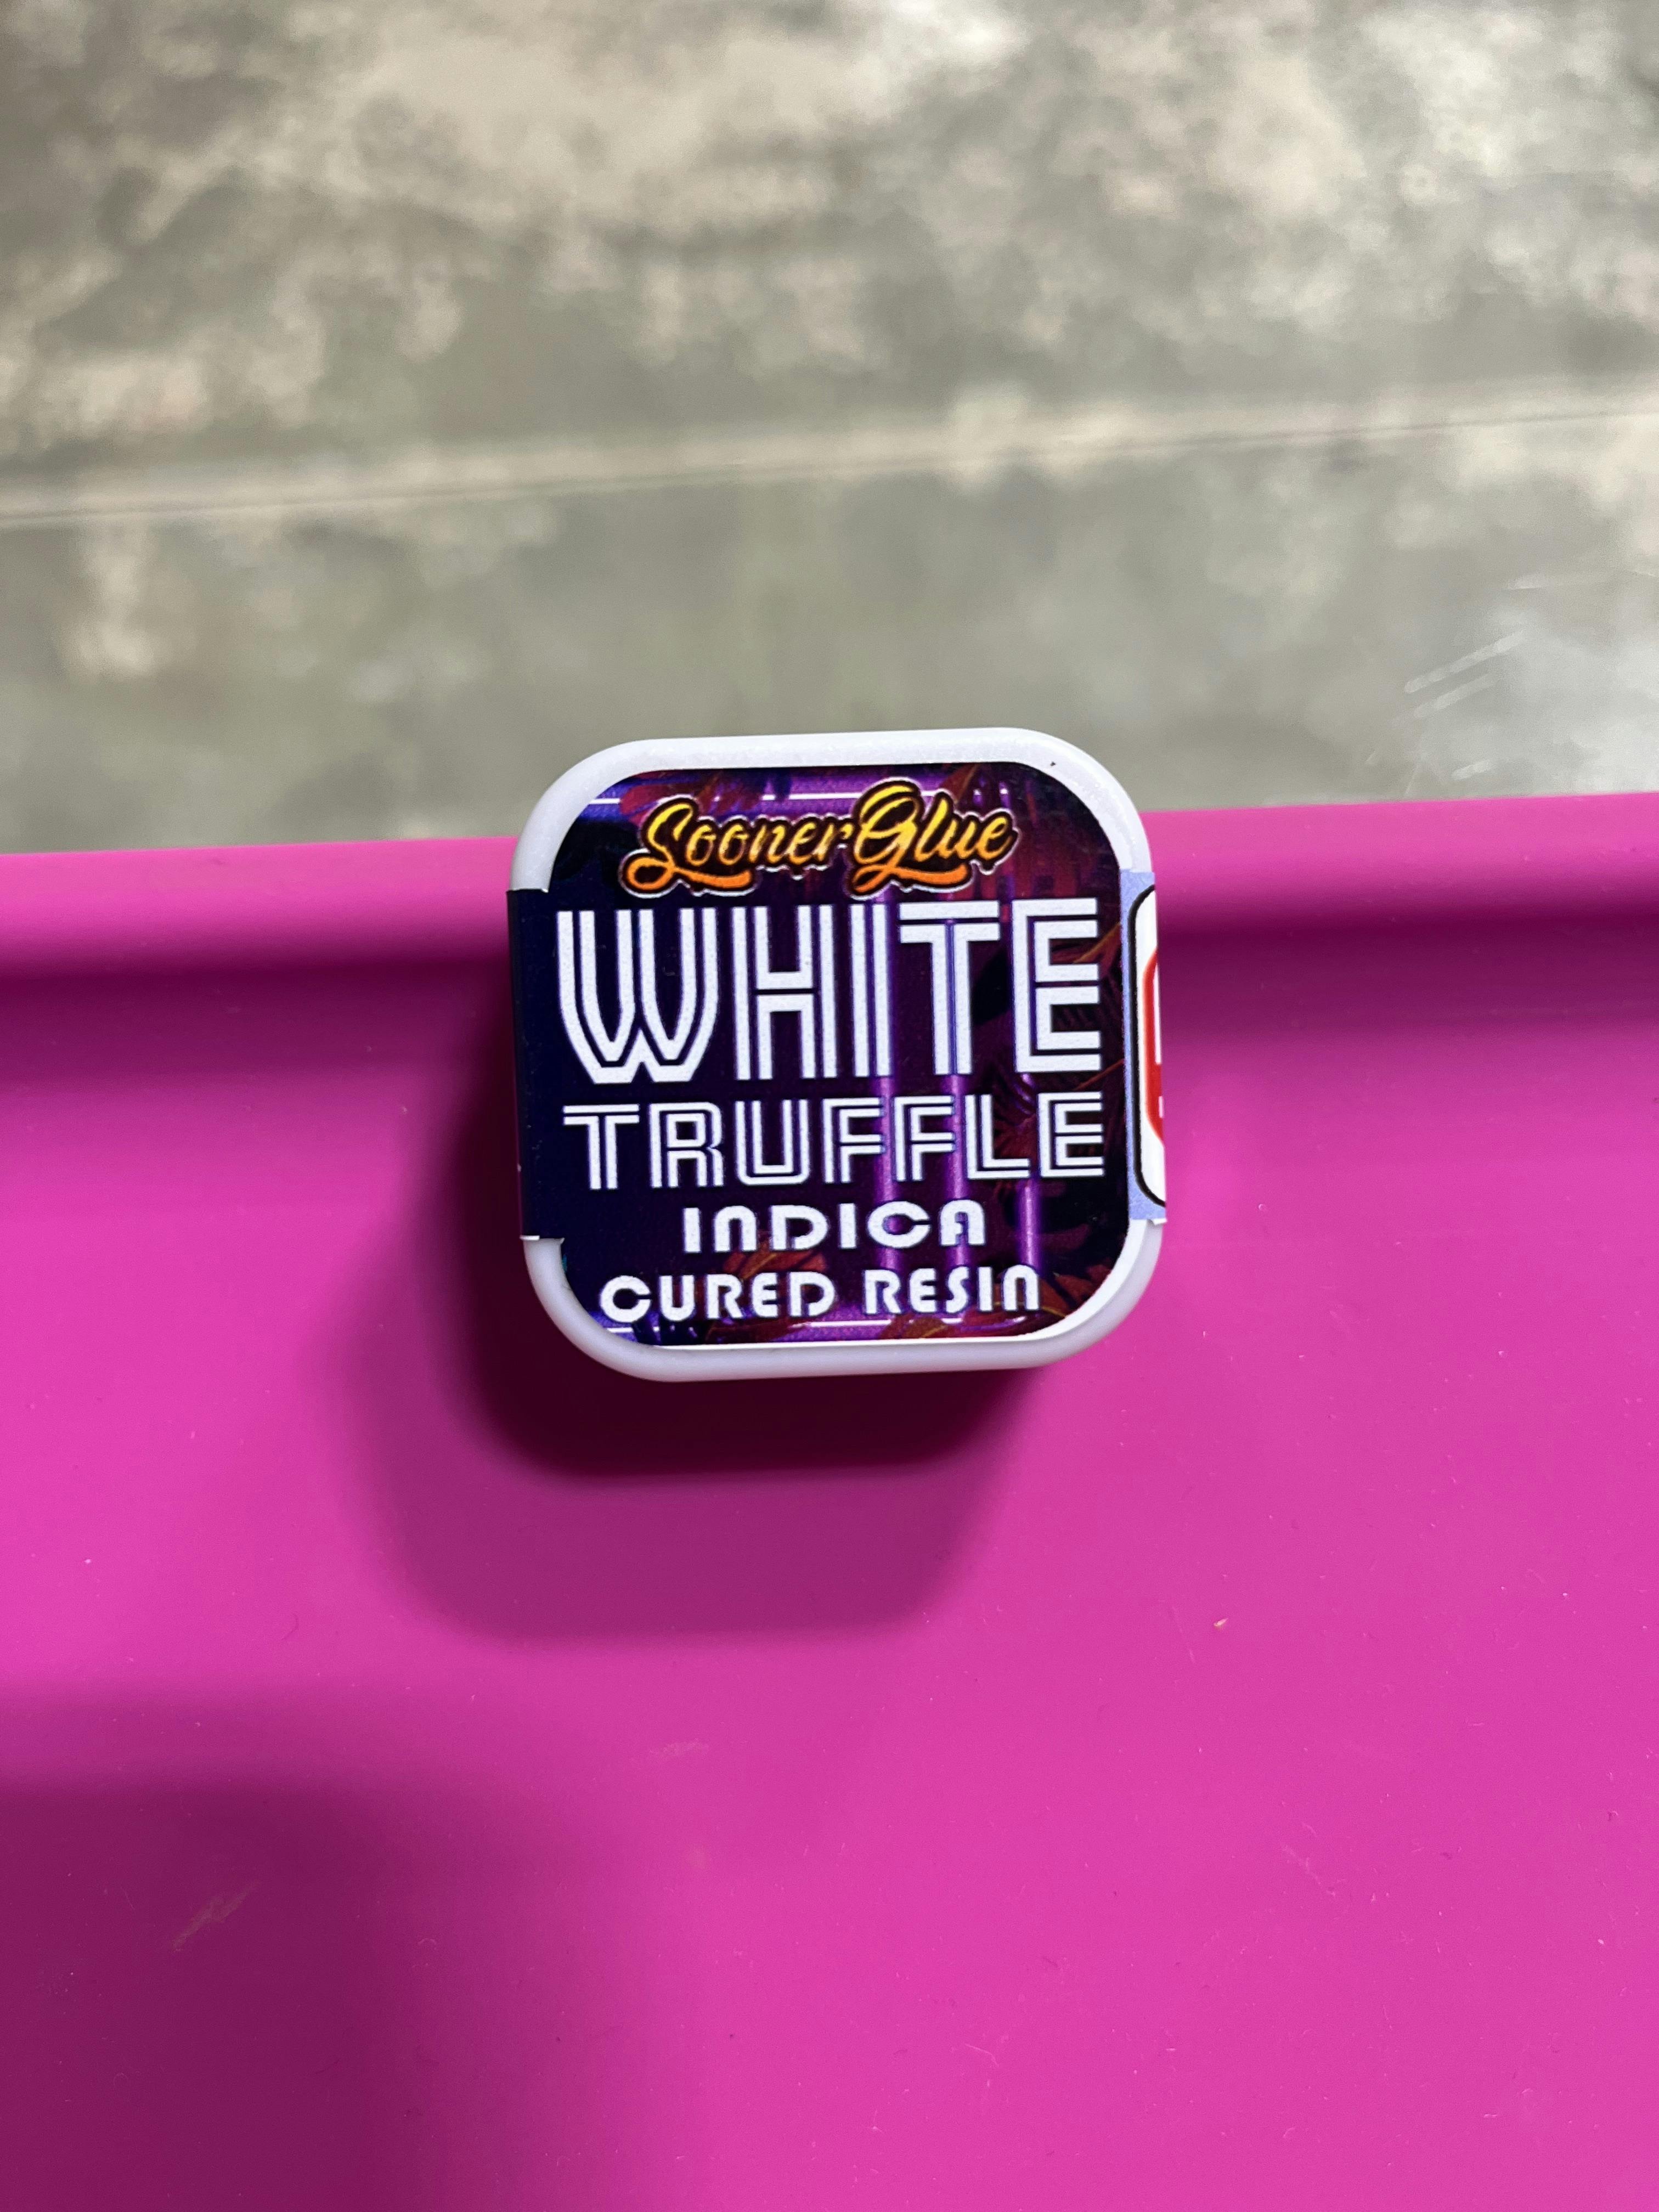 SoonerGlue
WHITE
TRUFFLE
INDICA
CURED RESIN